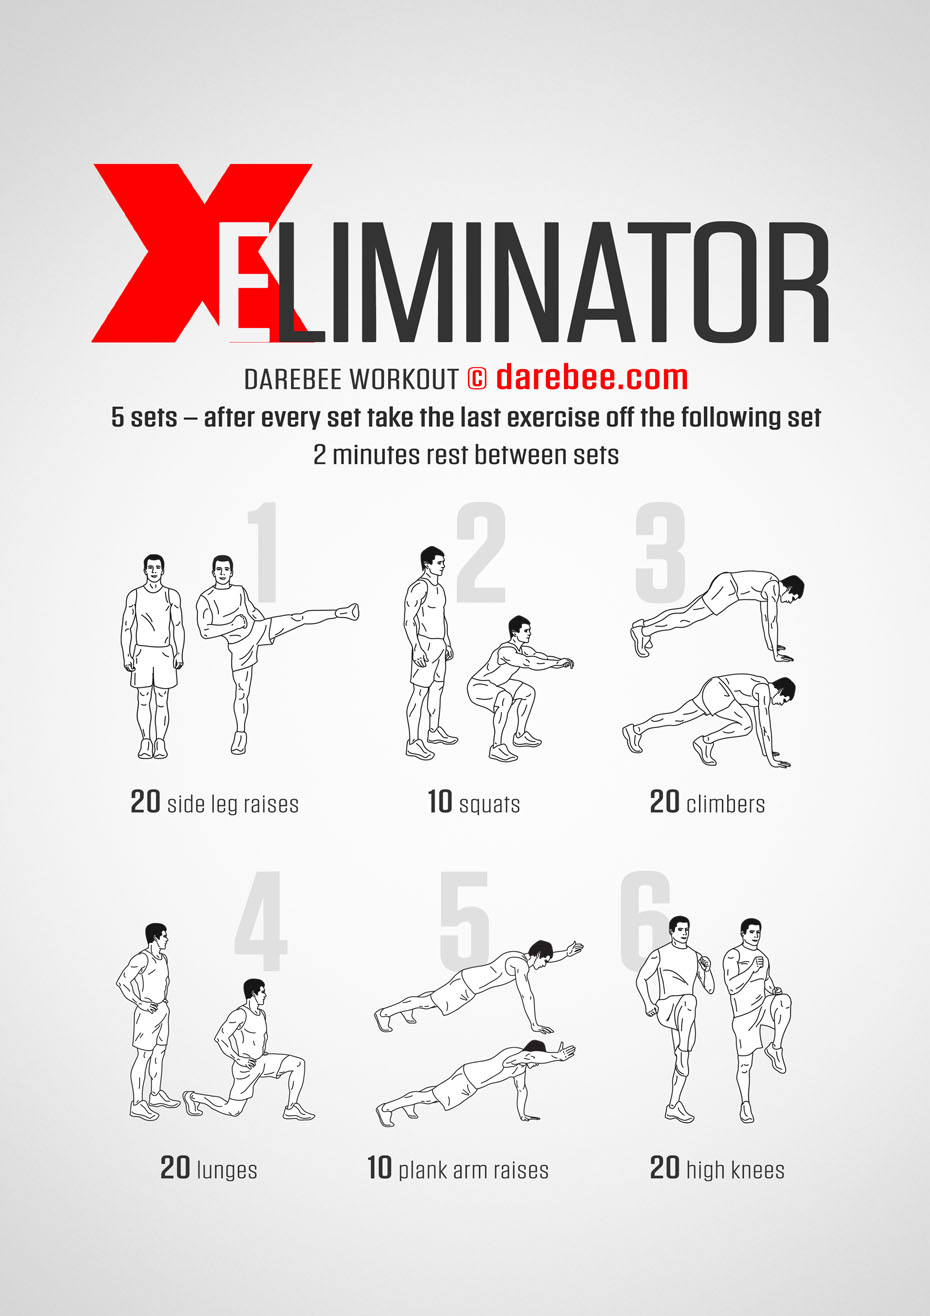 X
ELIMINATOR
DAREBEE WORKOUT © darebee.com
5 sets – after every set take the last exercise off the following set
2 minutes rest between sets
1 2 3
20 side leg raises
10 squats
20 climbers
4 5 6
20 lunges
10 plank arm raises
20 high knees